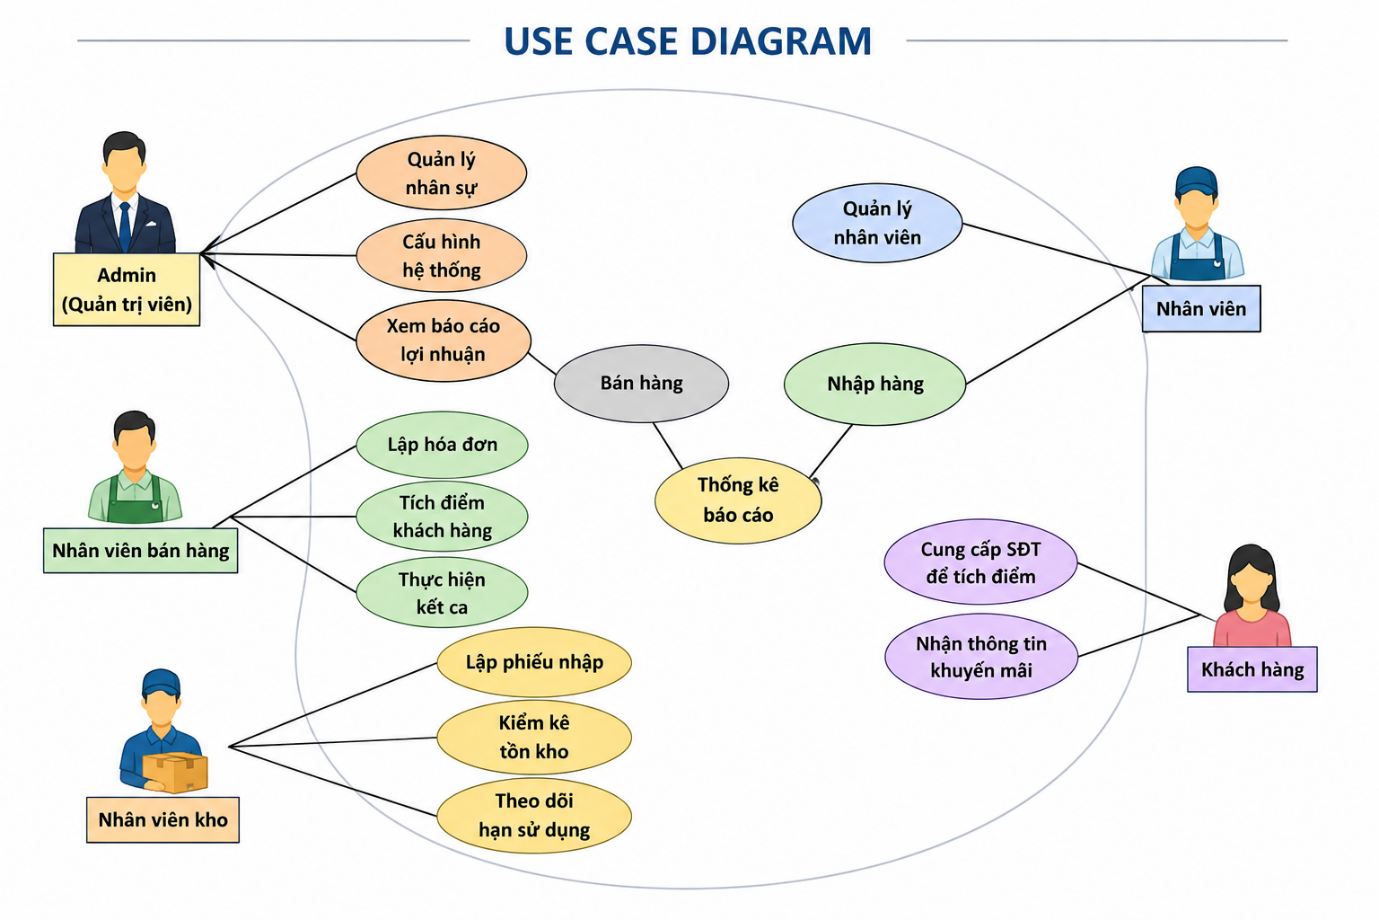 USE CASE DIAGRAM
Quản lý
nhân sự
Cấu hình
hệ thống
Xem báo cáo
lợi nhuận
Admin
(Quản trị viên)
Quản lý
nhân viên
Nhân viên
Bán hàng
Nhập hàng
Thống kê
báo cáo
Lập hóa đơn
Tích điểm
khách hàng
Thực hiện
kết ca
Nhân viên bán hàng
Cung cấp SĐT
để tích điểm
Nhận thông tin
khuyến mãi
Khách hàng
Lập phiếu nhập
Kiểm kê
tồn kho
Theo dõi
hạn sử dụng
Nhân viên kho